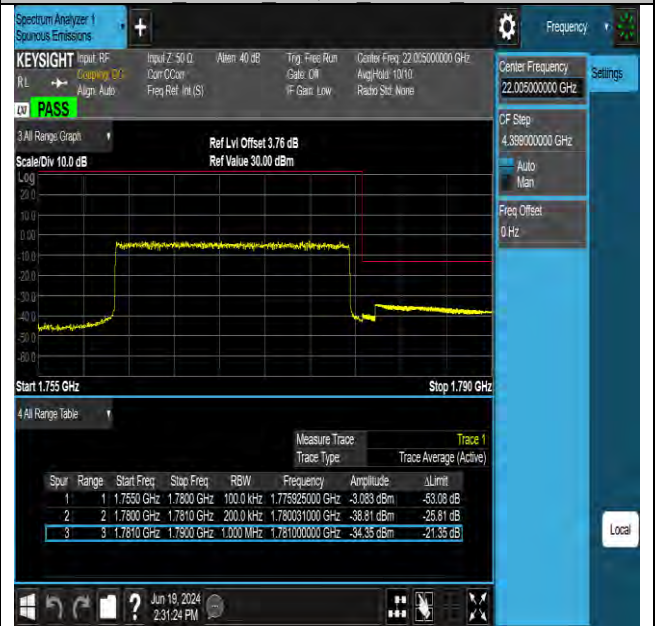 Spectrum Analyzer 1
Spurious Emissions
Frequency
KEYSIGHT Input: RF Input Z: 50 Ω Atten: 40 dB Trig: Free Run Center Freq: 22.005000000 GHz
RL Coupling: DC Corr CCorr Gate: Off Avg|Hold: 10/10
Align: Auto Freq Ref: Int (S) IF Gain: Low Radio Std: None
LXI PASS
Center Frequency
22.005000000 GHz
Settings
CF Step
4.399000000 GHz
Auto
Man
Freq Offset
0 Hz
3 All Range Graph
Ref Lvl Offset 3.76 dB
Scale/Div 10.0 dB Ref Value 30.00 dBm
Log
20.0
10.0
0.00
-10.0
-20.0
-30.0
-40.0
-50.0
-60.0
Start 1.755 GHz Stop 1.790 GHz
4 All Range Table
Measure Trace Trace 1
Trace Type Trace Average (Active)
Spur Range Start Freq Stop Freq RBW Frequency Amplitude ΔLimit
1 1 1.7550 GHz 1.7800 GHz 100.0 kHz 1.775925000 GHz -3.083 dBm -53.08 dB
2 2 1.7800 GHz 1.7810 GHz 200.0 kHz 1.780031000 GHz -38.81 dBm -25.81 dB
3 3 1.7810 GHz 1.7900 GHz 1.000 MHz 1.781000000 GHz -34.35 dBm -21.35 dB
Local
? Jun 19, 2024
2:31:24 PM